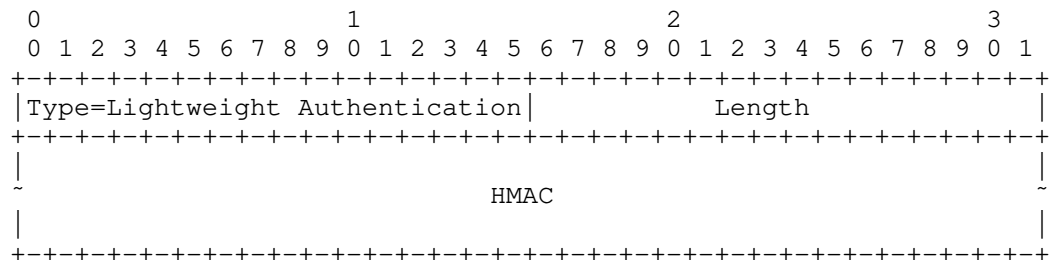 0                   1                   2                   3
 0 1 2 3 4 5 6 7 8 9 0 1 2 3 4 5 6 7 8 9 0 1 2 3 4 5 6 7 8 9 0 1
+-+-+-+-+-+-+-+-+-+-+-+-+-+-+-+-+-+-+-+-+-+-+-+-+-+-+-+-+-+-+-+-+
|Type=Lightweight Authentication|           Length              |
+-+-+-+-+-+-+-+-+-+-+-+-+-+-+-+-+-+-+-+-+-+-+-+-+-+-+-+-+-+-+-+-+
|                                                               |
~                             HMAC                              ~
|                                                               |
+-+-+-+-+-+-+-+-+-+-+-+-+-+-+-+-+-+-+-+-+-+-+-+-+-+-+-+-+-+-+-+-+